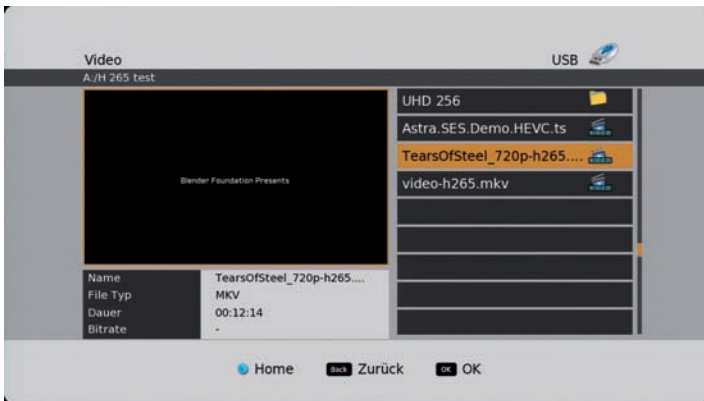 Video
USB
A:/H 265 test
UHD 256
Astra.SES.Demo.HEVC.ts
TearsOfSteel_720p-h265....
video-h265.mkv
Blender Foundation Presents
Name TearsOfSteel_720p-h265....
File Typ MKV
Dauer 00:12:14
Bitrate -
Home Back Zurück OK OK